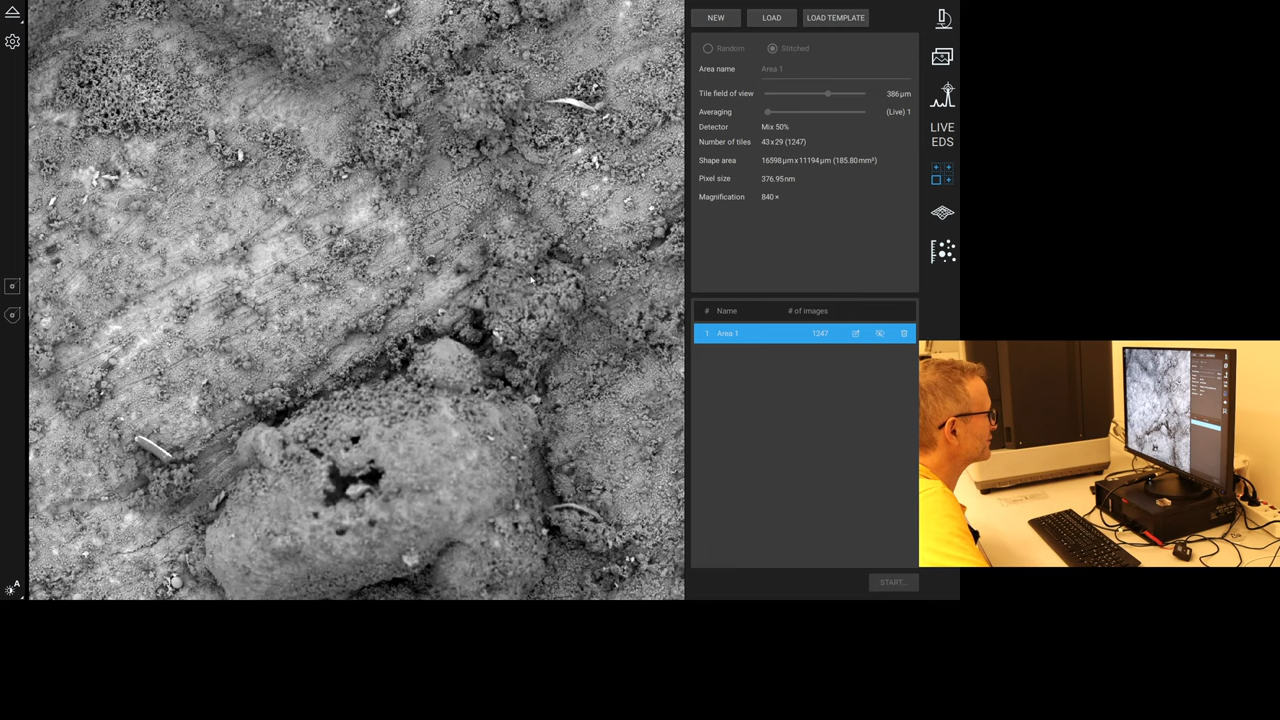 NEW LOAD LOAD TEMPLATE
Random Stitched
Area name Area 1
Tile field of view 386 µm
Averaging (Live) 1
Detector Mix 50%
Number of tiles 43 x 29 (1247)
Shape area 16598 µm x 11194 µm (185.80 mm²)
Pixel size 376.95 nm
Magnification 840 ×
LIVE
EDS
# Name # of images
1 Area 1 1247
START...
A